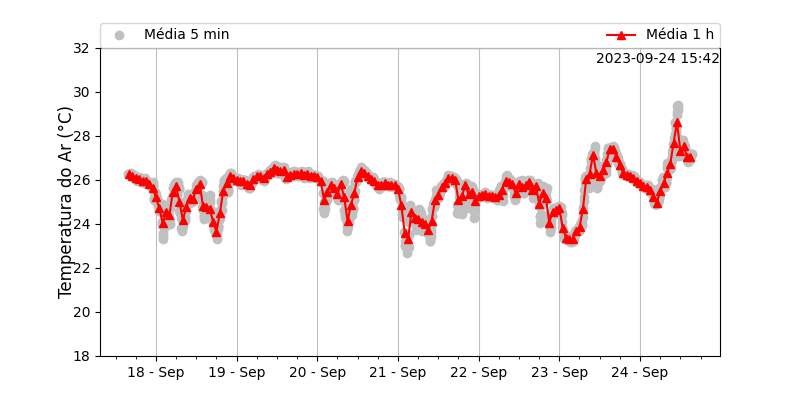 Média 5 min
Média 1 h
2023-09-24 15:42
Temperatura do Ar (°C)
32
30
28
26
24
22
20
18
18 - Sep
19 - Sep
20 - Sep
21 - Sep
22 - Sep
23 - Sep
24 - Sep